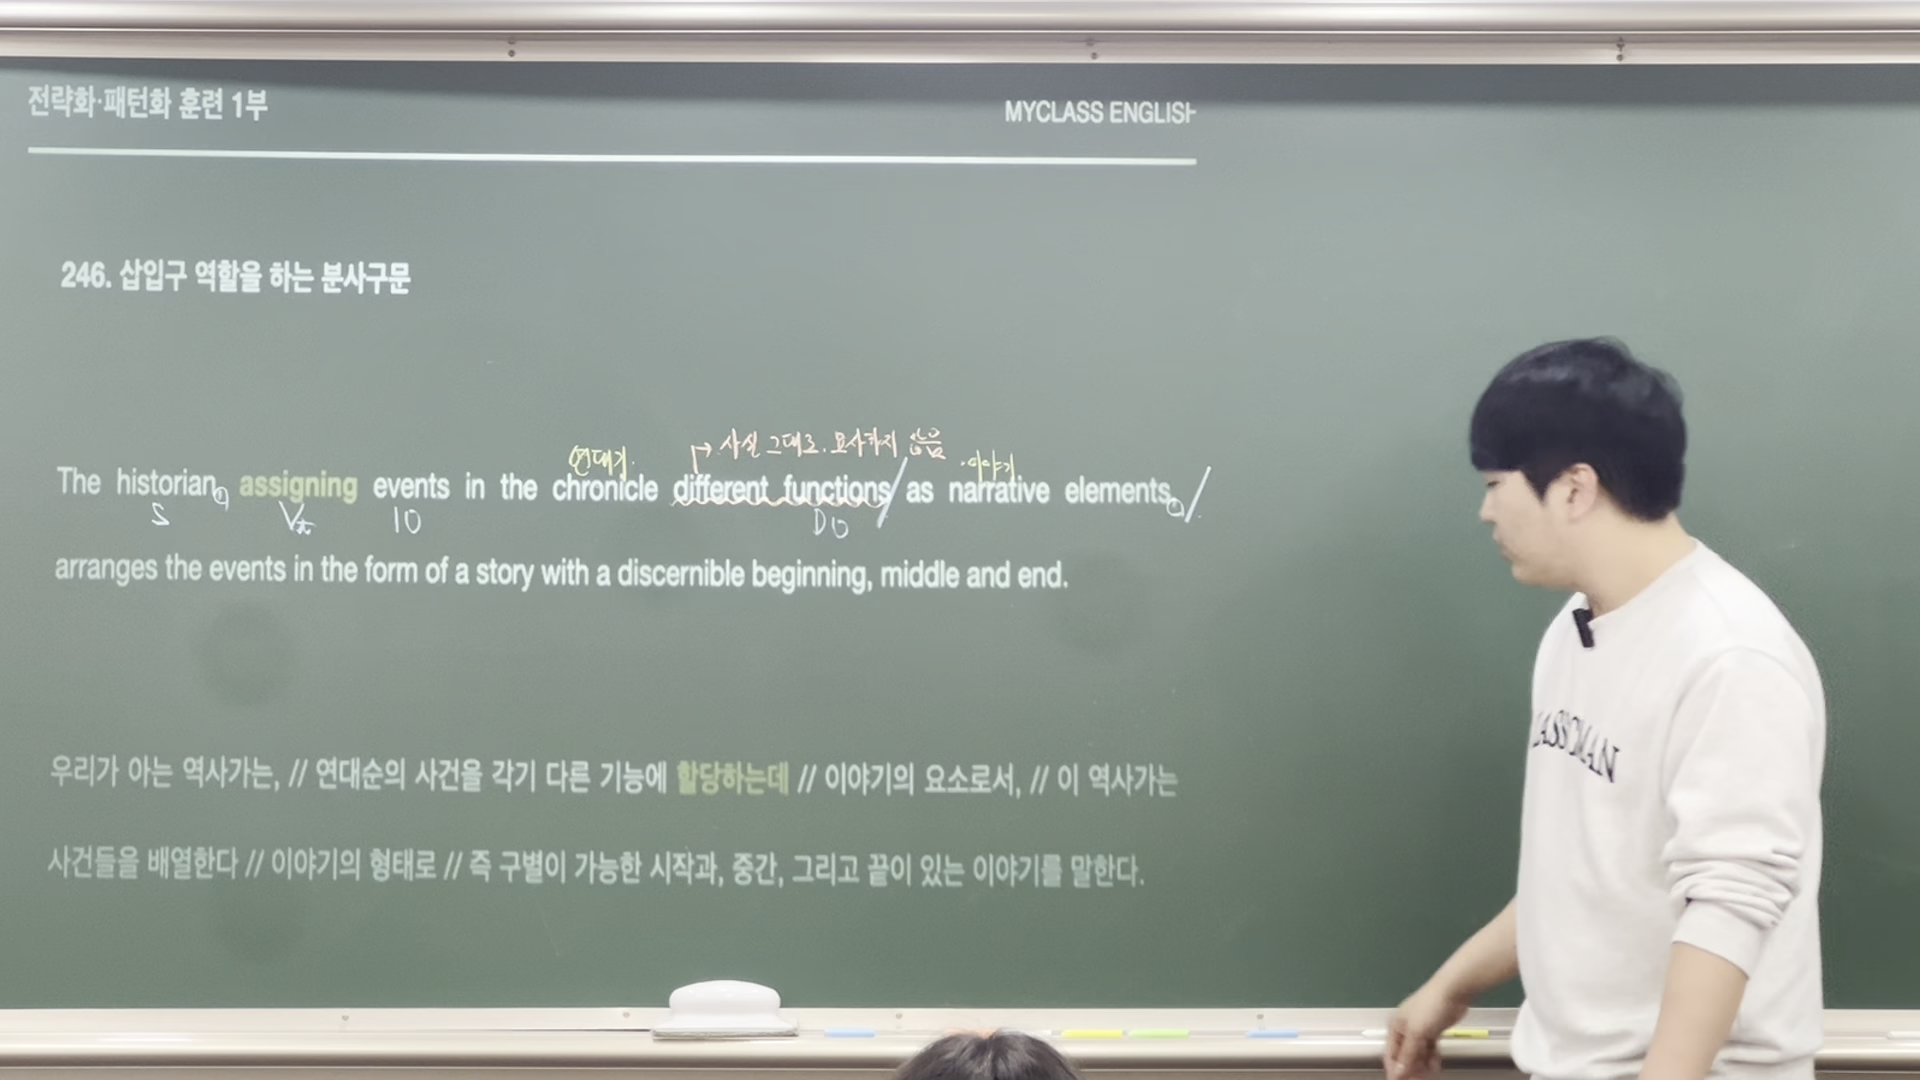 전략화·패턴화 훈련 1부
MYCLASS ENGLISH
246. 삽입구 역할을 하는 분사구문
연대기
사실 그대로 묘사하지 않음
이야기
The historian, assigning events in the chronicle different functions / as narrative elements, /
S
IO
DO
arranges the events in the form of a story with a discernible beginning, middle and end.
우리가 아는 역사가는, // 연대순의 사건을 각기 다른 기능에 할당하는데 // 이야기의 요소로서, // 이 역사가는
사건들을 배열한다 // 이야기의 형태로 // 즉 구별이 가능한 시작과, 중간, 그리고 끝이 있는 이야기를 말한다.